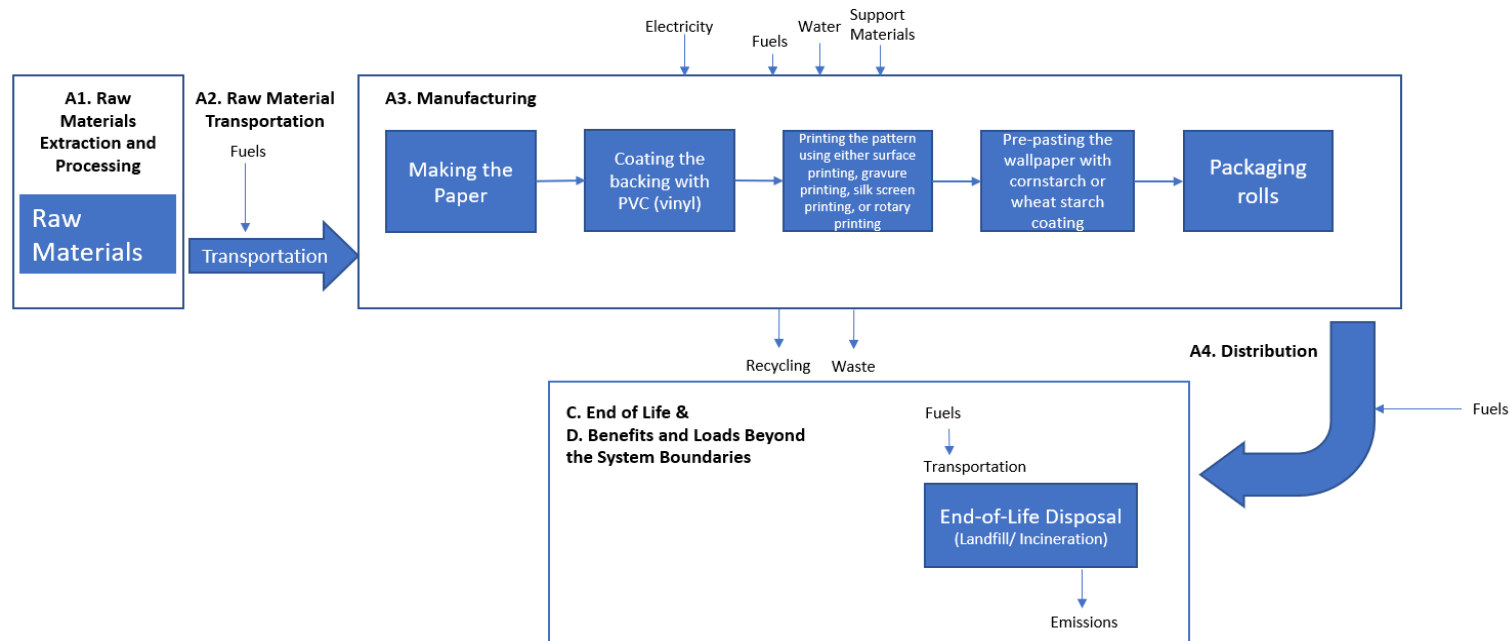 Electricity
Fuels
Water
Support
Materials
A1. Raw
Materials
Extraction and
Processing
Raw
Materials
A2. Raw Material
Transportation
Fuels
Transportation
A3. Manufacturing
Making the
Paper
Coating the
backing with
PVC (vinyl)
Printing the pattern
using either surface
printing, gravure
printing, silk screen
printing, or rotary
printing
Pre-pasting the
wallpaper with
cornstarch or
wheat starch
coating
Packaging
rolls
Recycling
Waste
A4. Distribution
Fuels
C. End of Life &
D. Benefits and Loads Beyond
the System Boundaries
Fuels
Transportation
End-of-Life Disposal
(Landfill/ Incineration)
Emissions